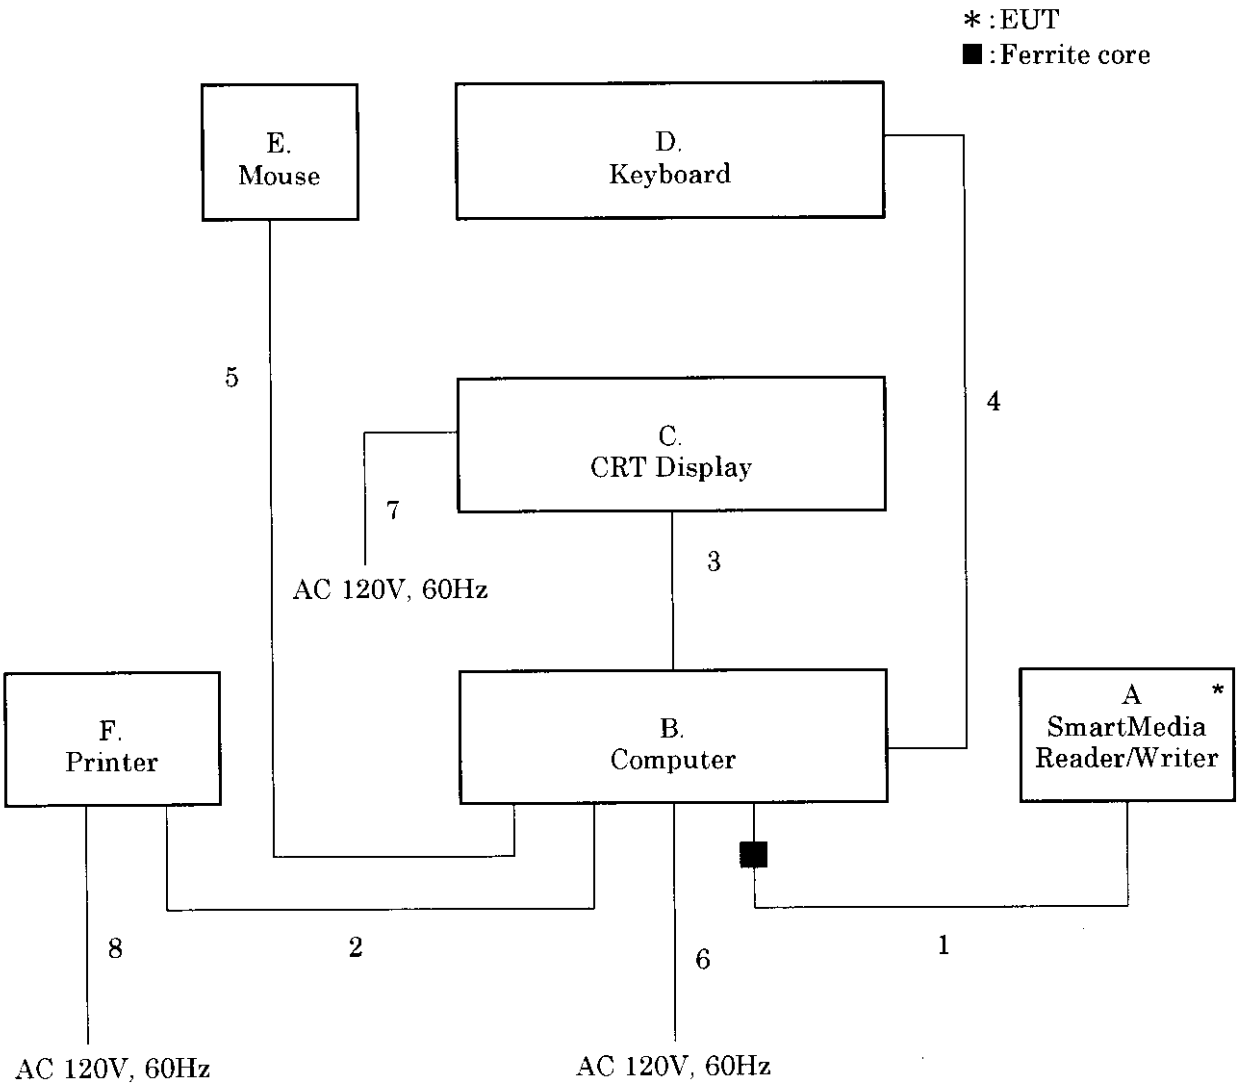 * : EUT
■ : Ferrite core
E.
Mouse
D.
Keyboard
5
4
C.
CRT Display
7
3
AC 120V, 60Hz
F.
Printer
B.
Computer
A *
SmartMedia
Reader/Writer
8
2
6
1
AC 120V, 60Hz
AC 120V, 60Hz